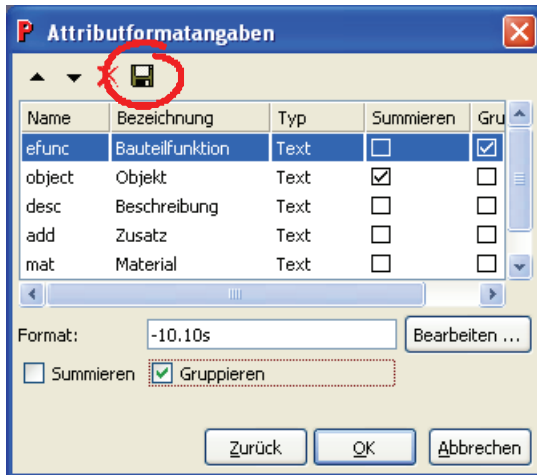 Attributformatangaben
Name Bezeichnung Typ Summieren Gru
efunc Bauteilfunktion Text
object Objekt Text
desc Beschreibung Text
add Zusatz Text
mat Material Text
Format: -10.10s Bearbeiten ...
Summieren Gruppieren
Zurück OK Abbrechen